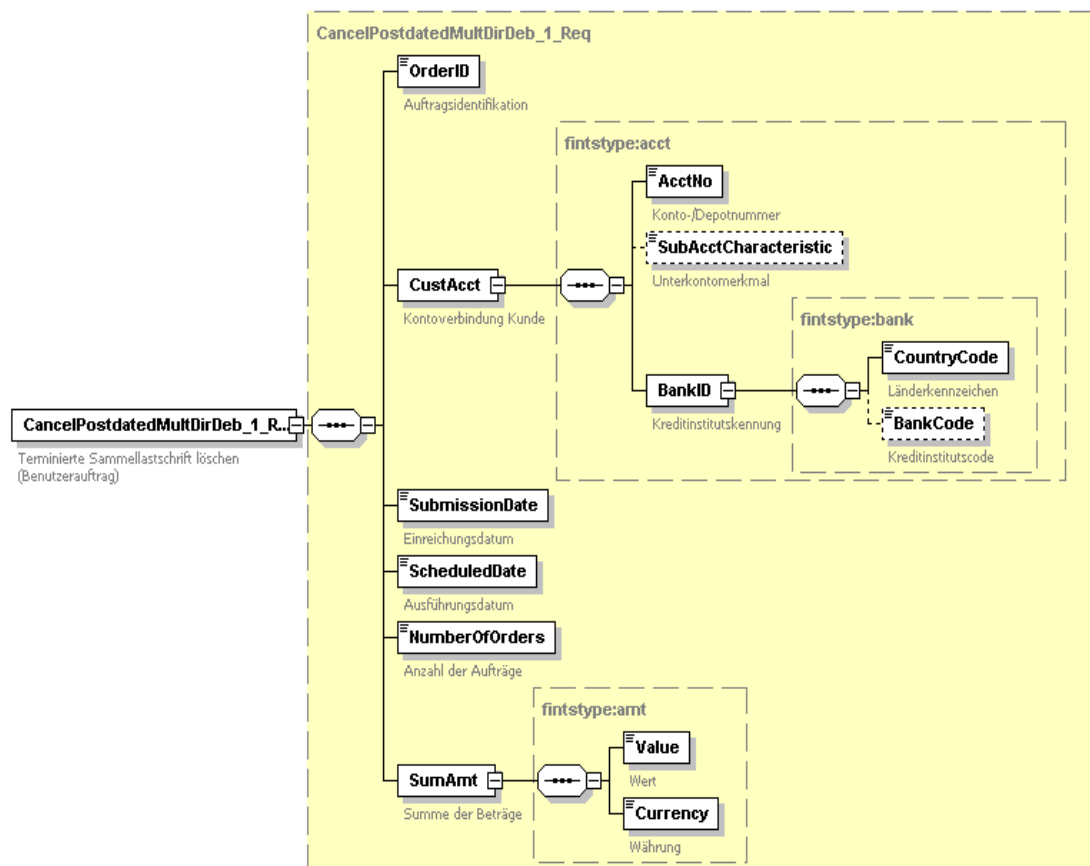 CancelPostdatedMultDirDeb_1_Req
OrderID
Auftragsidentifikation
fintstype:acct
AcctNo
Konto-/Depotnummer
SubAcctCharacteristic
Unterkontomerkmal
CustAcct
Kontoverbindung Kunde
fintstype:bank
CountryCode
Länderkennzeichen
BankID
Kreditinstitutskennung
BankCode
Kreditinstitutscode
CancelPostdatedMultDirDeb_1_R...
Terminierte Sammellastschrift löschen
(Benutzerauftrag)
SubmissionDate
Einreichungsdatum
ScheduledDate
Ausführungsdatum
NumberOfOrders
Anzahl der Aufträge
fintstype:amt
Value
Wert
SumAmt
Summe der Beträge
Currency
Währung